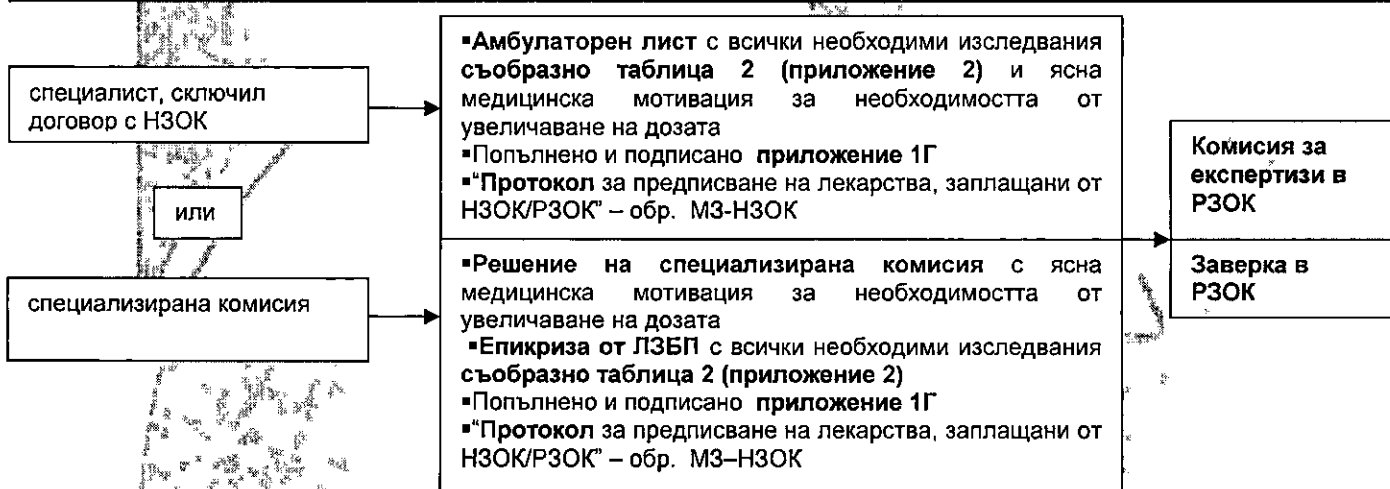 специалист, сключил
договор с НЗОК
или
специализирана комисия
▪Амбулаторен лист с всички необходими изследвания
съобразно таблица 2 (приложение 2) и ясна
медицинска мотивация за необходимостта от
увеличаване на дозата
▪Попълнено и подписано приложение 1Г
▪"Протокол за предписване на лекарства, заплащани от
НЗОК/РЗОК" – обр. МЗ-НЗОК
▪Решение на специализирана комисия с ясна
медицинска мотивация за необходимостта от
увеличаване на дозата
▪Епикриза от ЛЗБП с всички необходими изследвания
съобразно таблица 2 (приложение 2)
▪Попълнено и подписано приложение 1Г
▪"Протокол за предписване на лекарства, заплащани от
НЗОК/РЗОК" – обр. МЗ–НЗОК
Комисия за
експертизи в
РЗОК
Заверка в
РЗОК